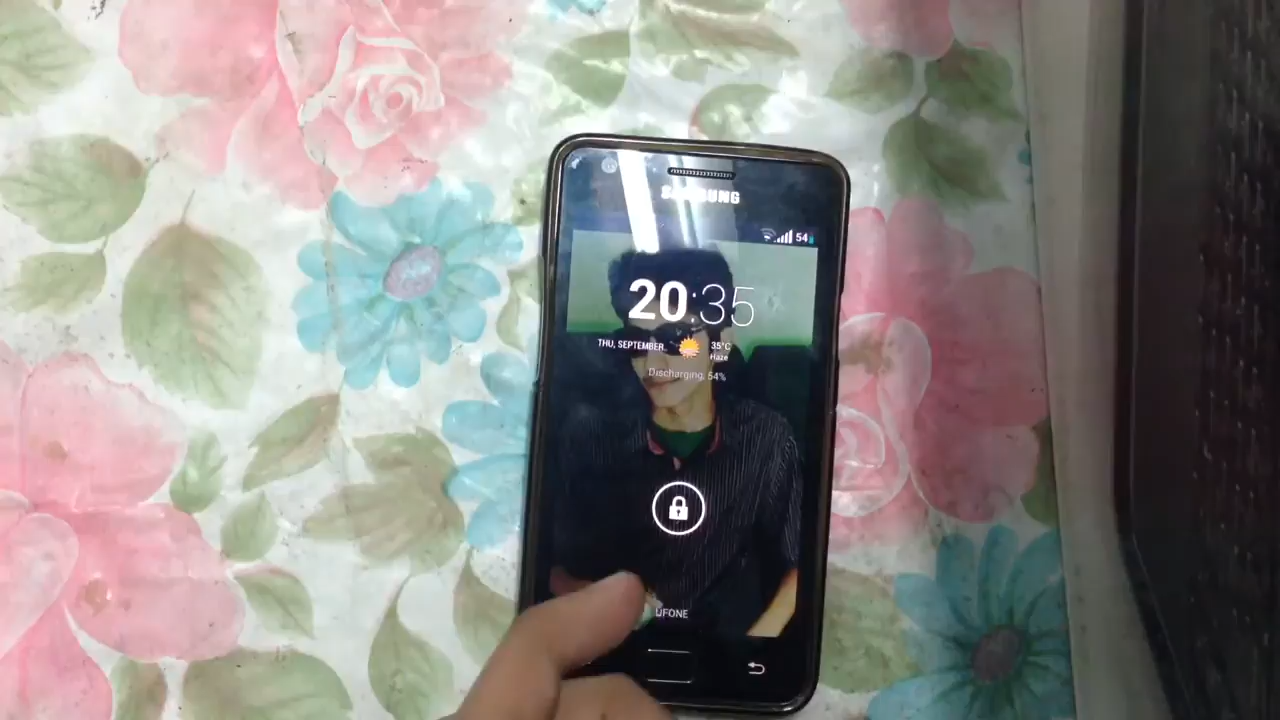 SAMSUNG
54
20:35
THU, SEPTEMBER
35°C
Haze
Discharging, 54%
UFONE